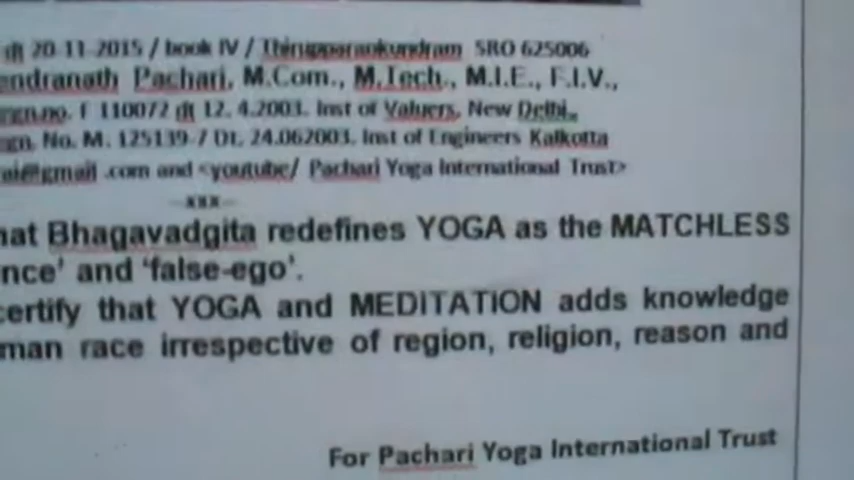 dt 20-11-2015 / book IV / Thirupparankundram SRO 625006
endranath Pachari, M.Com., M.Tech., M.I.E., F.I.V.,
regn.no. f 110072 dt 12. 4.2003. Inst of Valuers, New Delhi,.
egn. No. M. 125139-7 Dt. 24.062003. Inst of Engineers Kalkotta
ai@gmail .com and <youtube/ Pachari Yoga International Trust>
--xxx--
hat Bhagavadgita redefines YOGA as the MATCHLESS
nce' and 'false-ego'.
certify that YOGA and MEDITATION adds knowledge
man race irrespective of region, religion, reason and
For Pachari Yoga International Trust